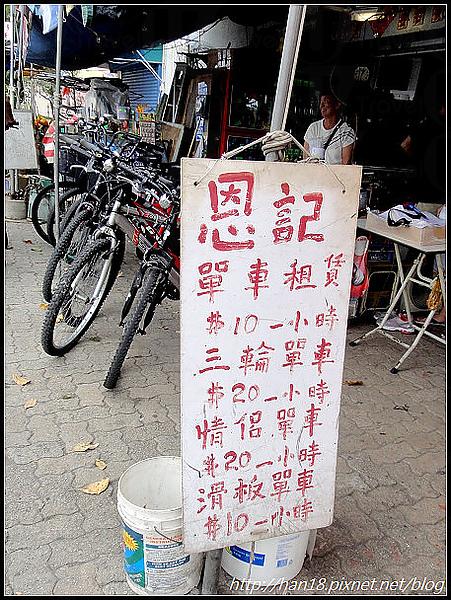 恩記
單車租賃
$10一小時
三輪單車
$20一小時
情侶單車
$20一小時
滑板單車
$10一小時
http://han18.pixnet.net/blog